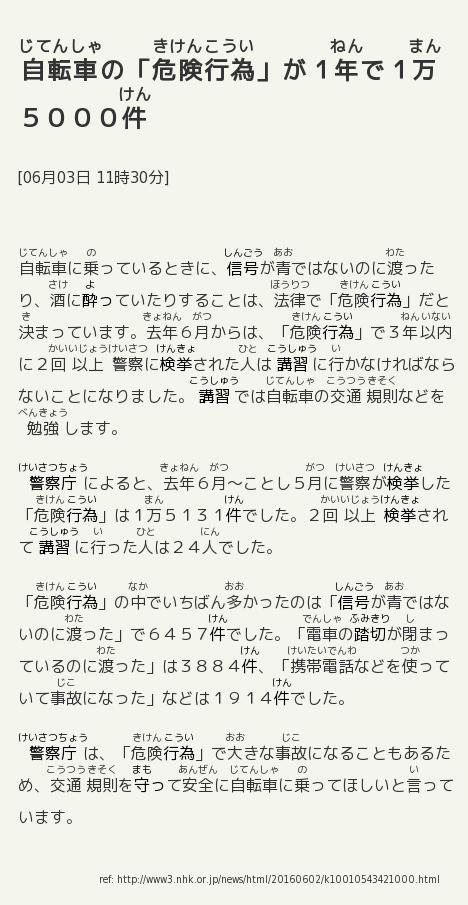 自転車の「危険行為」が１年で１万
５０００件
[06月03日 11時30分]
自転車に乗っているときに、信号が青ではないのに渡った
り、酒に酔っていたりすることは、法律で「危険行為」だと
決まっています。去年６月からは、「危険行為」で３年以内
に２回 以上 警察に検挙された人は 講習 に行かなければなら
ないことになりました。 講習 では自転車の交通 規則などを
勉強 します。
警察庁 によると、去年６月～ことし５月に警察が検挙した
「危険行為」は１万５１３１件でした。２回 以上 検挙され
て 講習 に行った人は２４人でした。
「危険行為」の中でいちばん多かったのは「信号が青ではな
いのに渡った」で６４５７件でした。「電車の踏切が閉まっ
ているのに渡った」は３８８４件、「携帯電話などを使って
いて事故になった」などは１９１４件でした。
警察庁 は、「危険行為」で大きな事故になることもあるた
め、交通 規則を守って安全に自転車に乗ってほしいと言って
います。
ref: http://www3.nhk.or.jp/news/html/20160602/k10010543421000.html